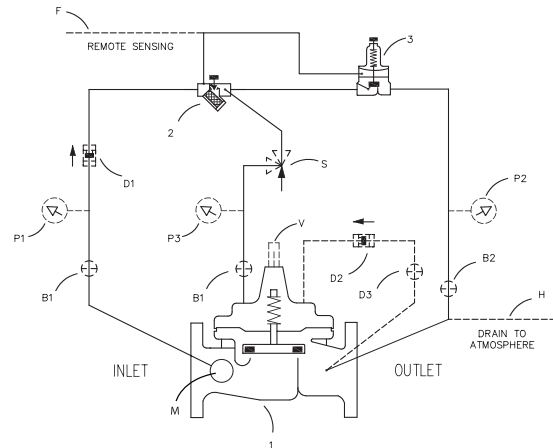 F
REMOTE SENSING
3
2
D1
S
P1
P3
V
P2
D2
D3
B1
B1
B2
H
DRAIN TO
ATMOSPHERE
INLET
OUTLET
M
1